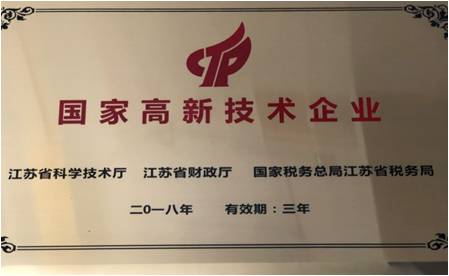 CTP
国家高新技术企业
江苏省科学技术厅 江苏省财政厅 国家税务总局江苏省税务局
二〇一八年 有效期：三年